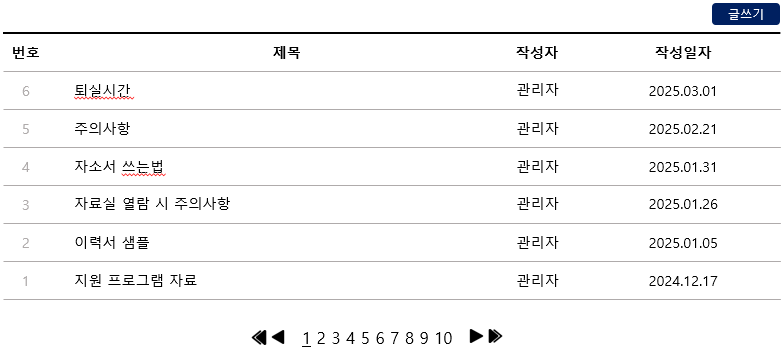 글쓰기
번호 제목 작성자 작성일자
6 퇴실시간 관리자 2025.03.01
5 주의사항 관리자 2025.02.21
4 자소서 쓰는법 관리자 2025.01.31
3 자료실 열람 시 주의사항 관리자 2025.01.26
2 이력서 샘플 관리자 2025.01.05
1 지원 프로그램 자료 관리자 2024.12.17
1 2 3 4 5 6 7 8 9 10